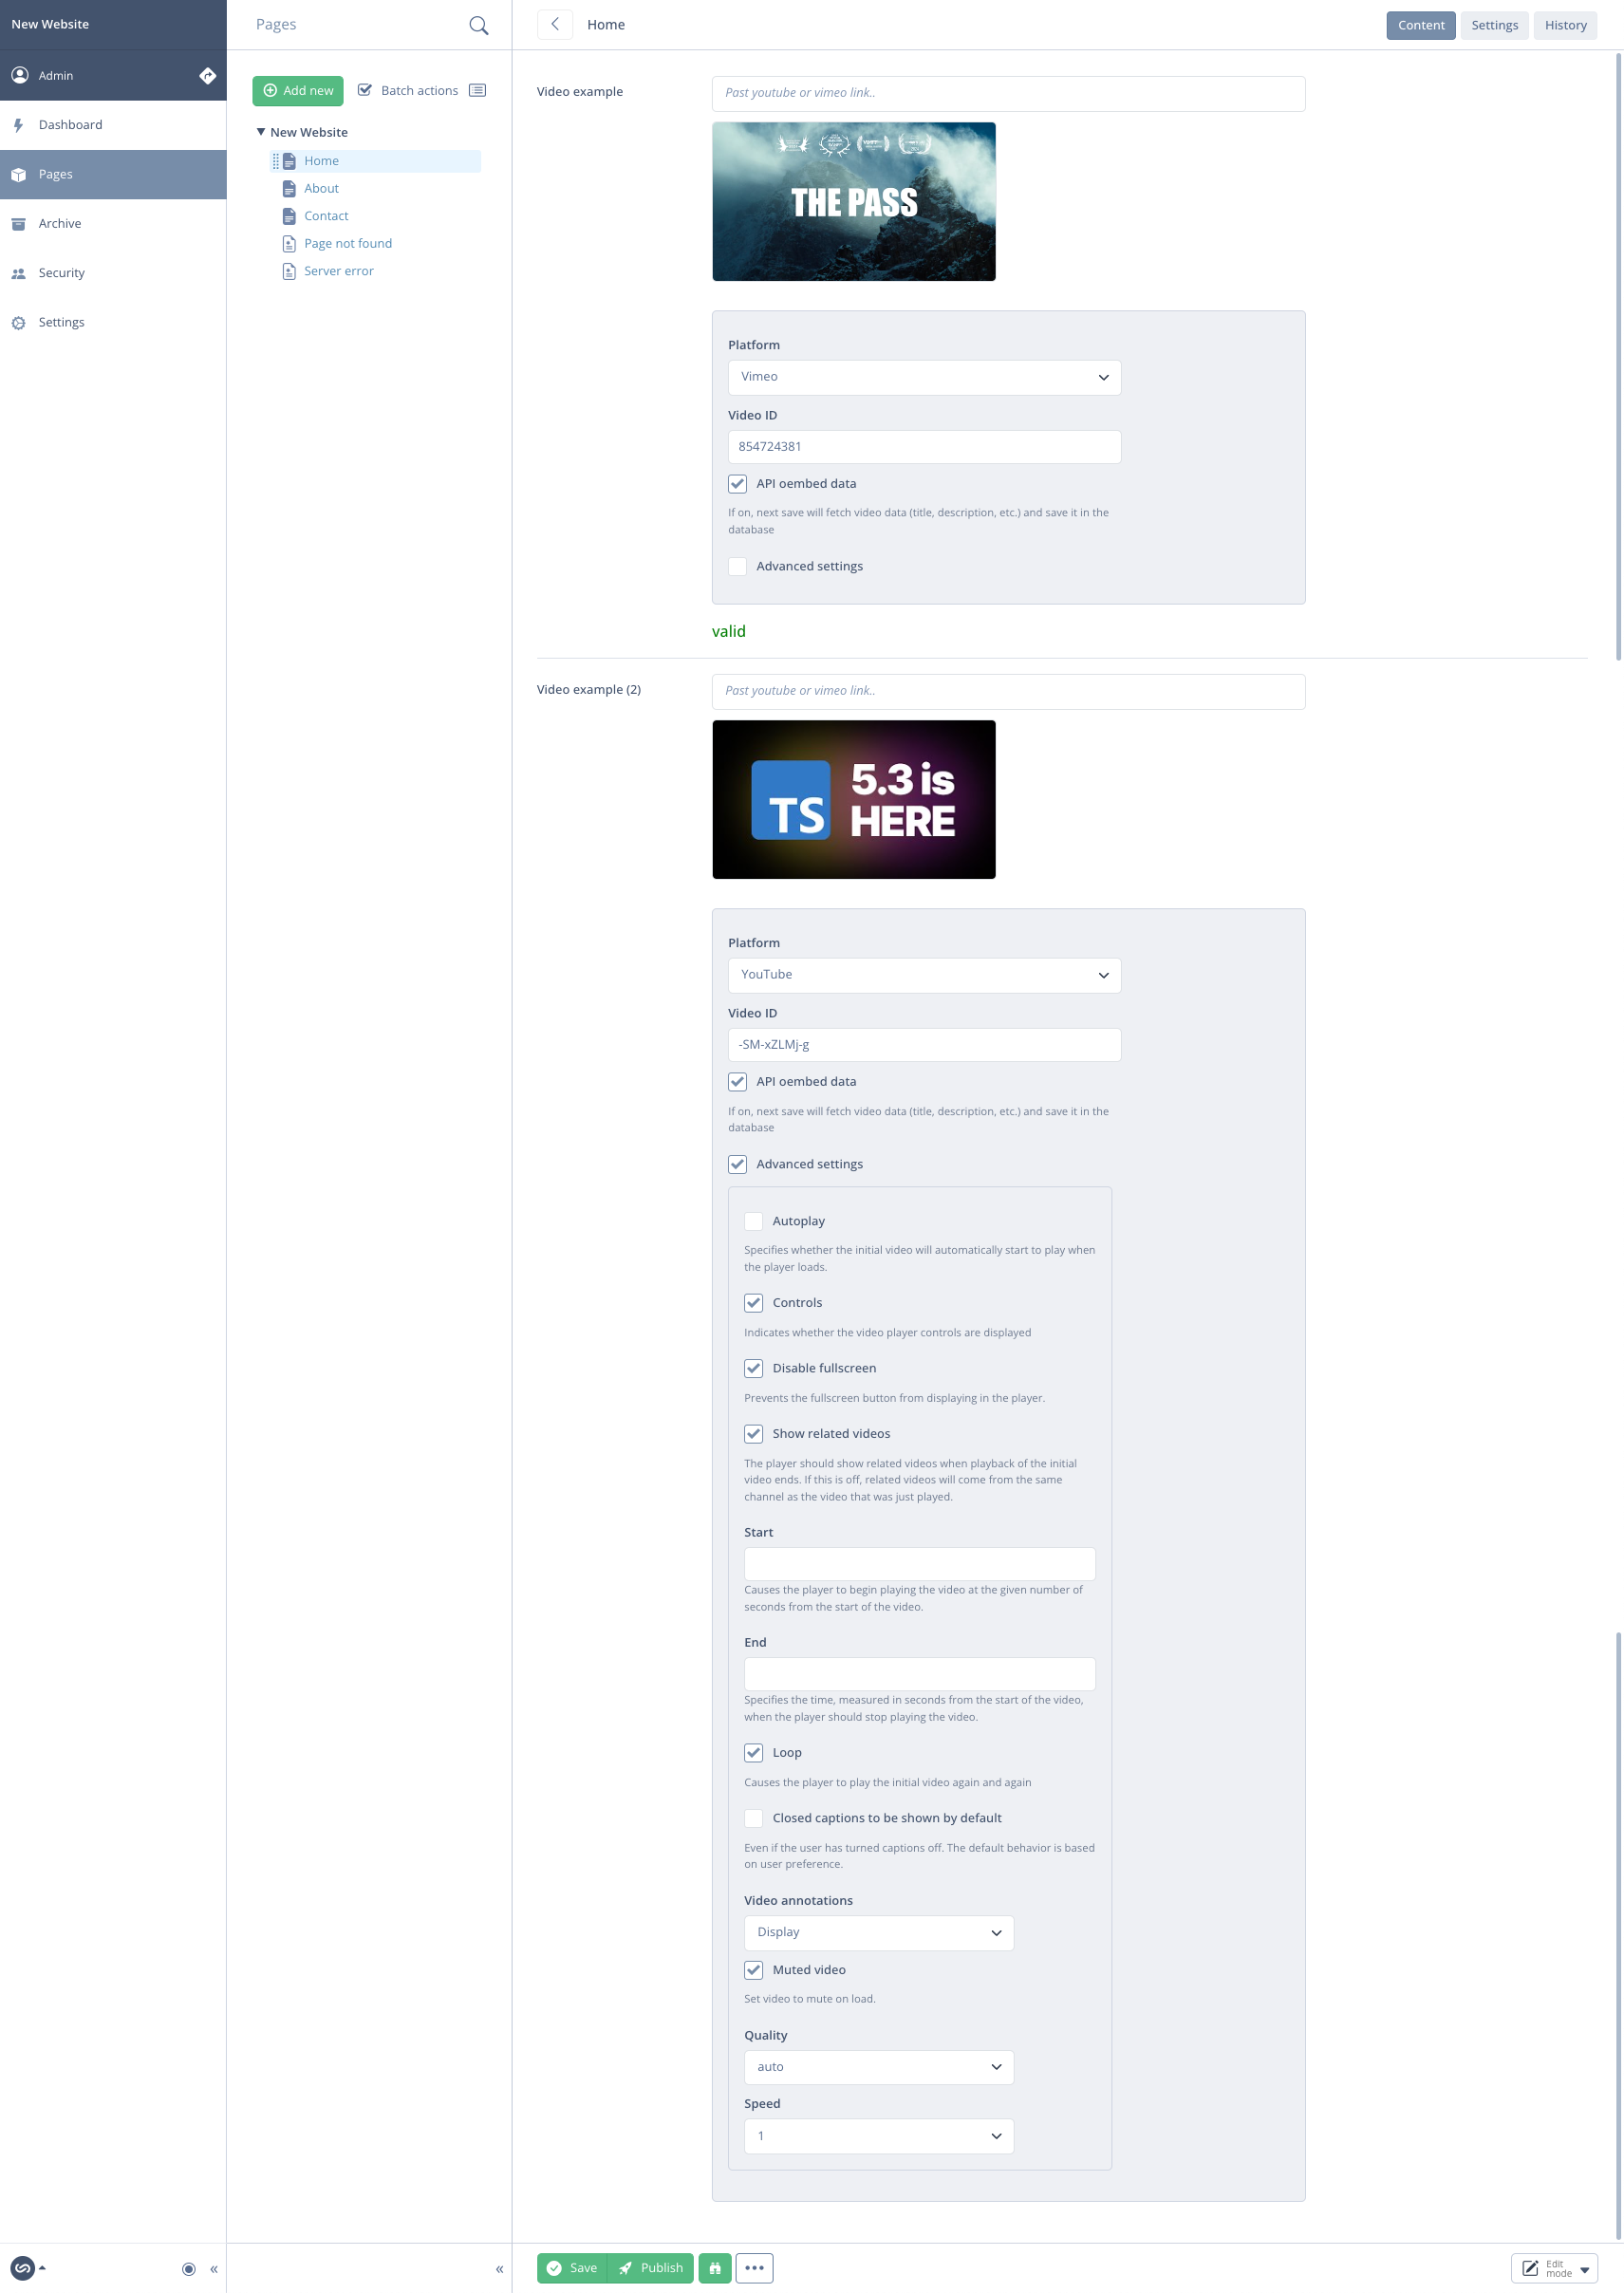 New Website
Admin
Dashboard
Pages
Archive
Security
Settings
Pages
Add new
Batch actions
New Website
Home
About
Contact
Page not found
Server error
Home
Content
Settings
History
Video example
Past youtube or vimeo link..
THE PASS
Platform
Vimeo
Video ID
854724381
API oembed data
If on, next save will fetch video data (title, description, etc.) and save it in the
database
Advanced settings
valid
Video example (2)
Past youtube or vimeo link..
TS
5.3 is
HERE
Platform
YouTube
Video ID
-SM-xZLMj-g
API oembed data
If on, next save will fetch video data (title, description, etc.) and save it in the
database
Advanced settings
Autoplay
Specifies whether the initial video will automatically start to play when
the player loads.
Controls
Indicates whether the video player controls are displayed
Disable fullscreen
Prevents the fullscreen button from displaying in the player.
Show related videos
The player should show related videos when playback of the initial
video ends. If this is off, related videos will come from the same
channel as the video that was just played.
Start
Causes the player to begin playing the video at the given number of
seconds from the start of the video.
End
Specifies the time, measured in seconds from the start of the video,
when the player should stop playing the video.
Loop
Causes the player to play the initial video again and again
Closed captions to be shown by default
Even if the user has turned captions off. The default behavior is based
on user preference.
Video annotations
Display
Muted video
Set video to mute on load.
Quality
auto
Speed
1
Save
Publish
Edit
mode